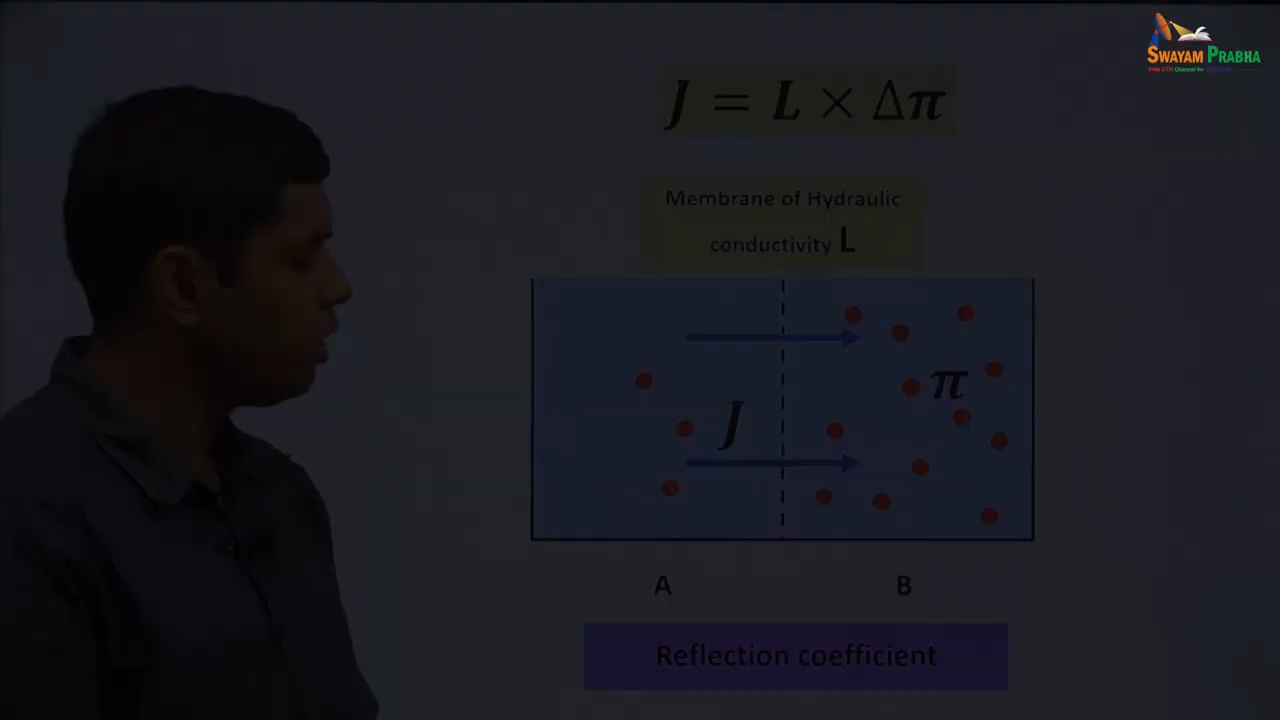 SWAYAM PRABHA
J = L × Δπ
Membrane of Hydraulic
conductivity L
π
J
A B
Reflection coefficient